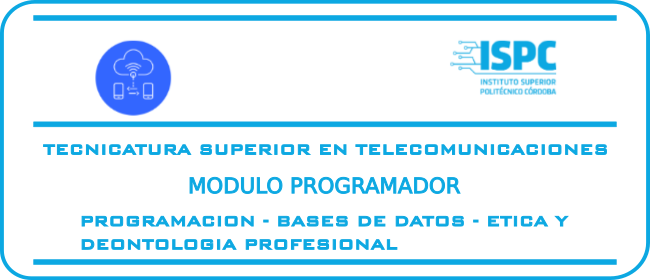 ISPC
INSTITUTO SUPERIOR
POLITÉCNICO CÓRDOBA
TECNICATURA SUPERIOR EN TELECOMUNICACIONES
MODULO PROGRAMADOR
PROGRAMACION - BASES DE DATOS - ETICA Y
DEONTOLOGIA PROFESIONAL